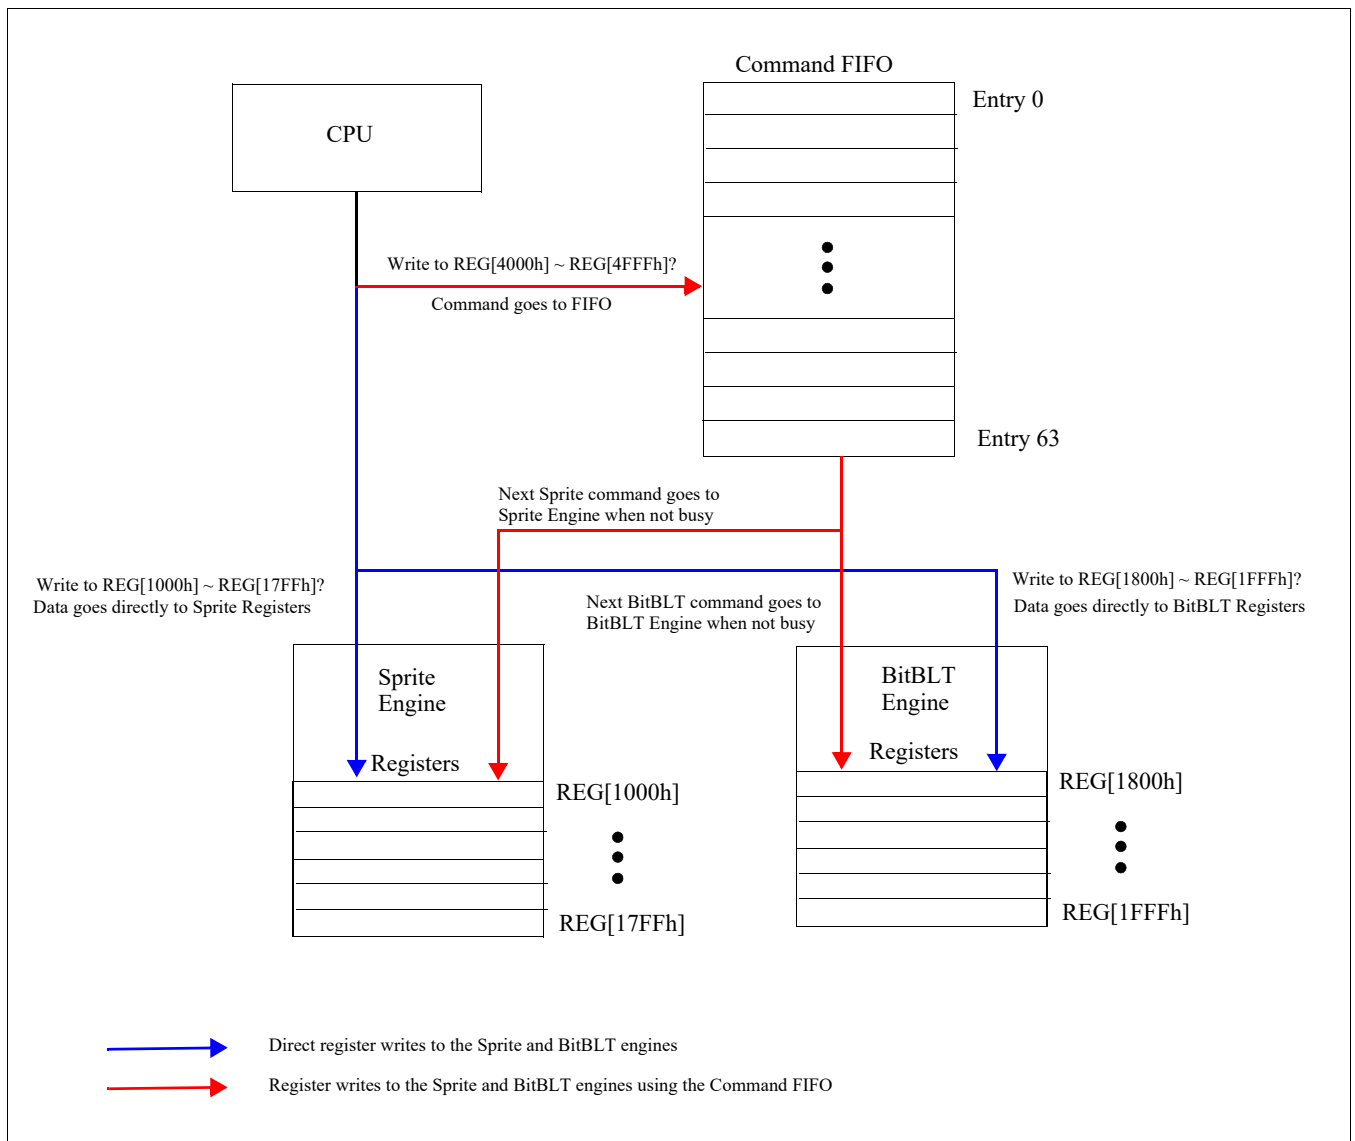 Command FIFO
Entry 0
CPU
Write to REG[4000h] ~ REG[4FFFh]?
Command goes to FIFO
Entry 63
Next Sprite command goes to
Sprite Engine when not busy
Write to REG[1000h] ~ REG[17FFh]?
Data goes directly to Sprite Registers
Next BitBLT command goes to
BitBLT Engine when not busy
Write to REG[1800h] ~ REG[1FFFh]?
Data goes directly to BitBLT Registers
Sprite
Engine
Registers
REG[1000h]
REG[17FFh]
BitBLT
Engine
Registers
REG[1800h]
REG[1FFFh]
Direct register writes to the Sprite and BitBLT engines
Register writes to the Sprite and BitBLT engines using the Command FIFO